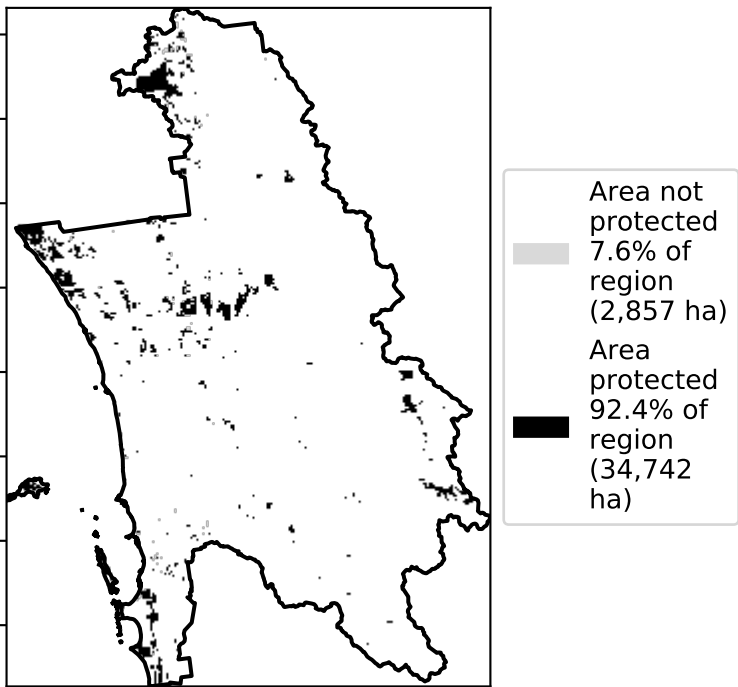 Area not
protected
7.6% of
region
(2,857 ha)
Area
protected
92.4% of
region
(34,742
ha)